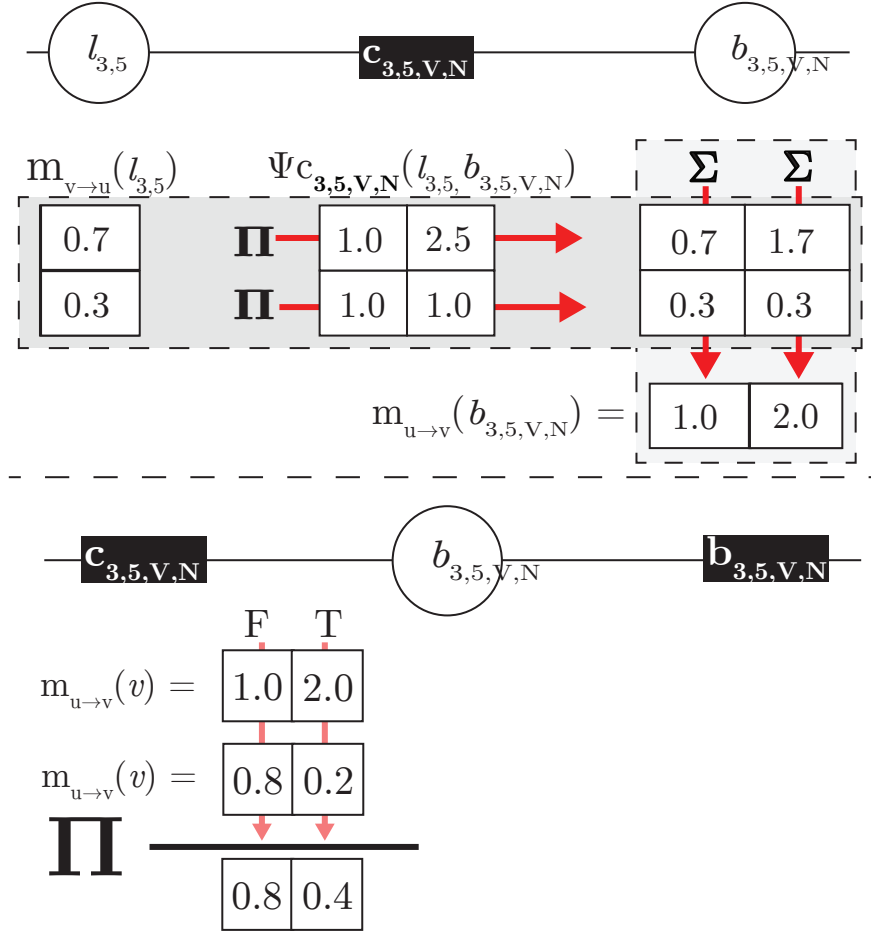 l3,5 c3,5,V,N b3,5,V,N
mv→u(l3,5) Ψc3,5,V,N(l3,5, b3,5,V,N) Σ Σ
0.7 Π 1.0 2.5 0.7 1.7
0.3 Π 1.0 1.0 0.3 0.3
mu→v(b3,5,V,N) = 1.0 2.0
c3,5,V,N b3,5,V,N b3,5,V,N
F T
mu→v(v) = 1.0 2.0
mu→v(v) = 0.8 0.2
Π
0.8 0.4